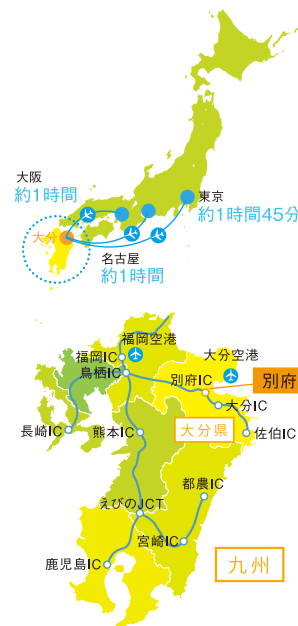 大阪
約1時間
東京
約1時間45分
大分
名古屋
約1時間
福岡空港
福岡IC
大分空港
鳥栖IC
別府IC
別府
大分IC
長崎IC
熊本IC
大分県
佐伯IC
都農IC
えびのJCT
宮崎IC
鹿児島IC
九州